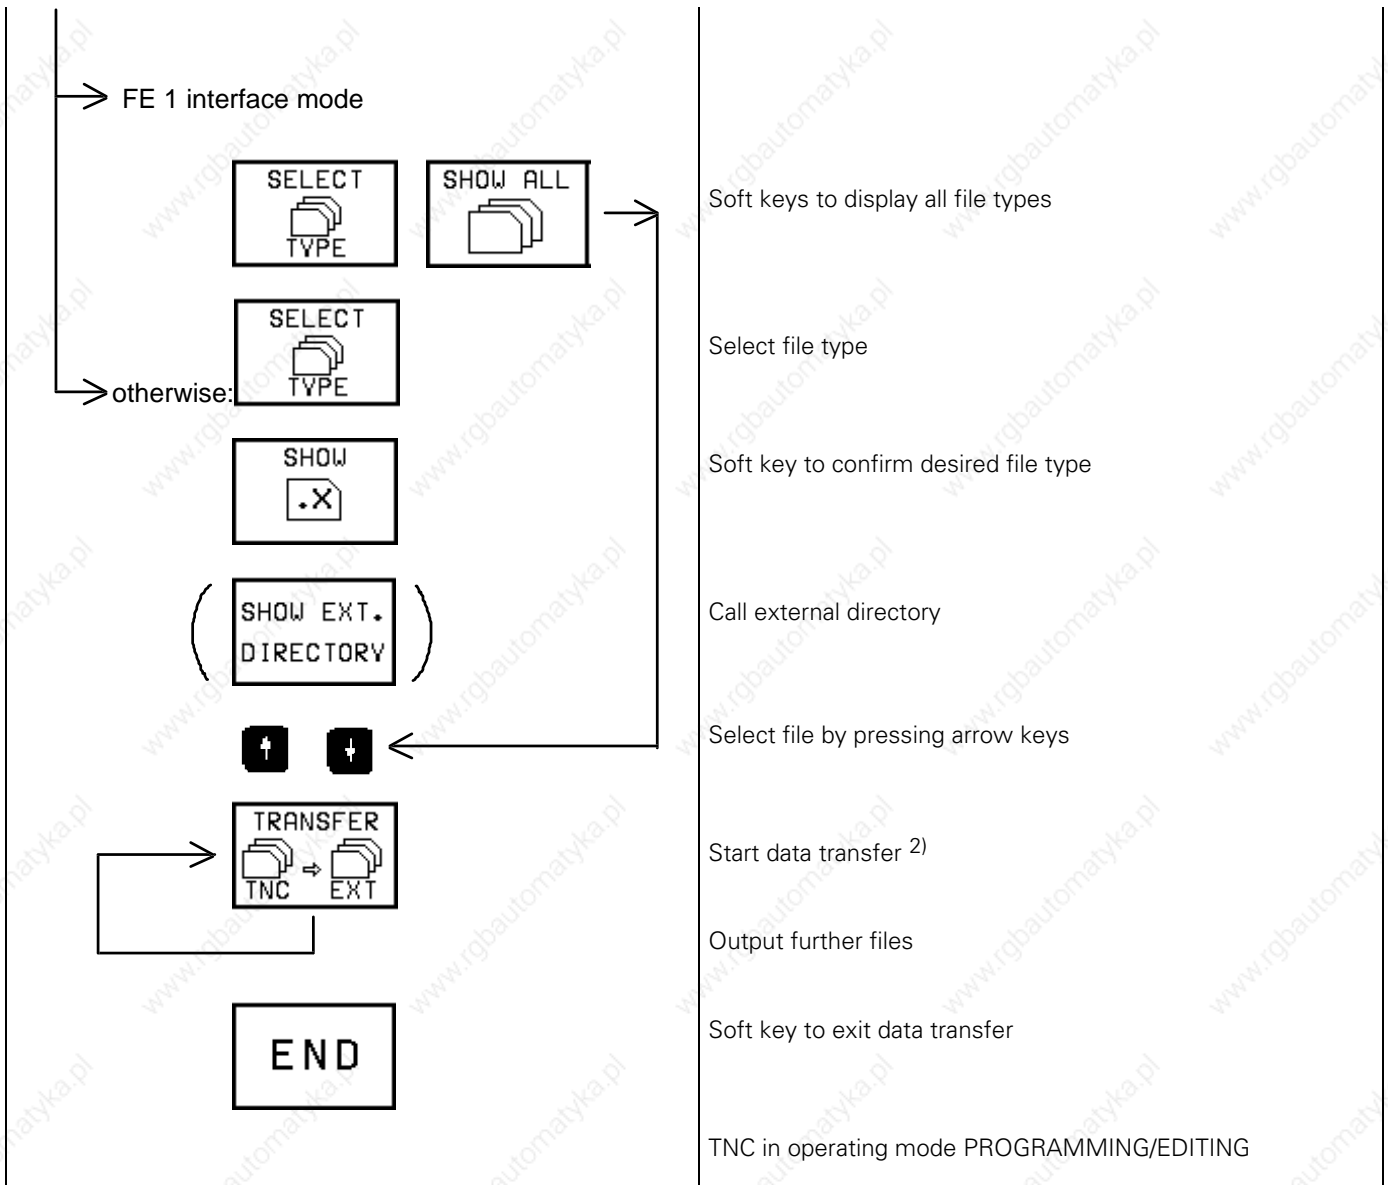 FE 1 interface mode
SELECT
TYPE
SHOW ALL
Soft keys to display all file types
SELECT
TYPE
Select file type
otherwise:
SHOW
.X
Soft key to confirm desired file type
SHOW EXT.
DIRECTORY
Call external directory
Select file by pressing arrow keys
TRANSFER
TNC EXT
Start data transfer 2)
Output further files
END
Soft key to exit data transfer
TNC in operating mode PROGRAMMING/EDITING
www.rgbautomatyka.pl